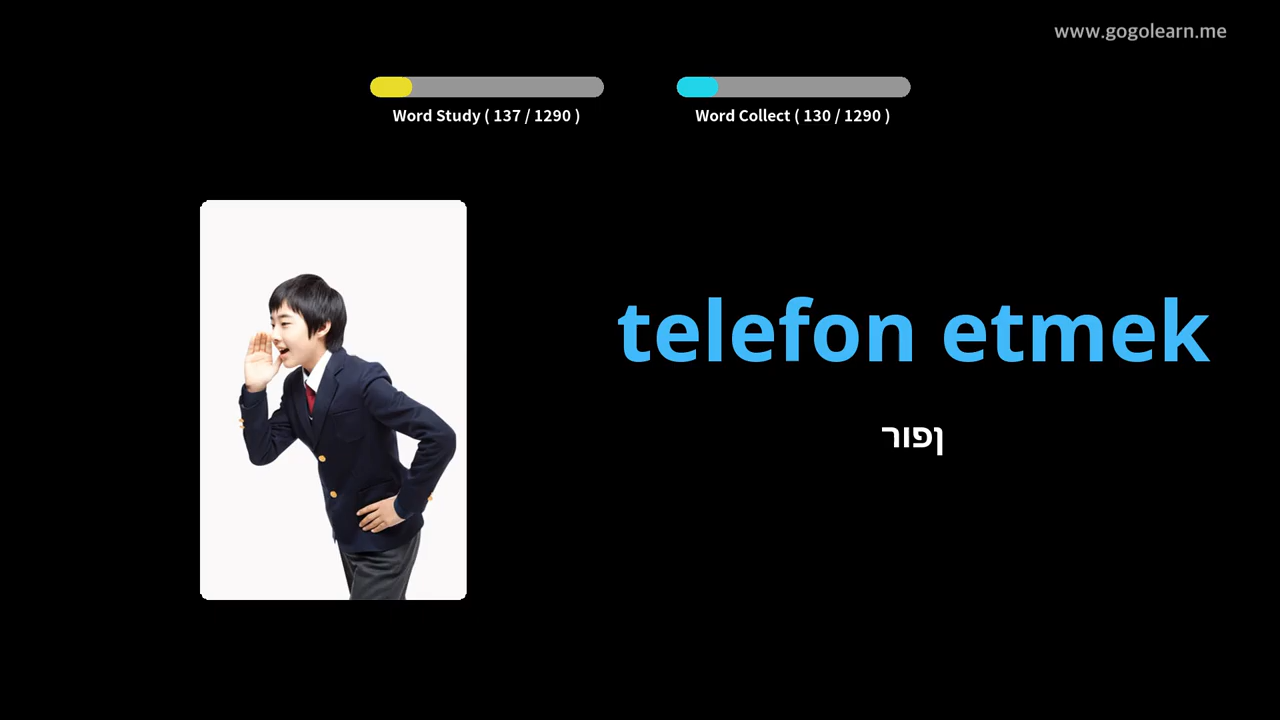 www.gogolearn.me
Word Study ( 137 / 1290 )
Word Collect ( 130 / 1290 )
telefon etmek
ןפור